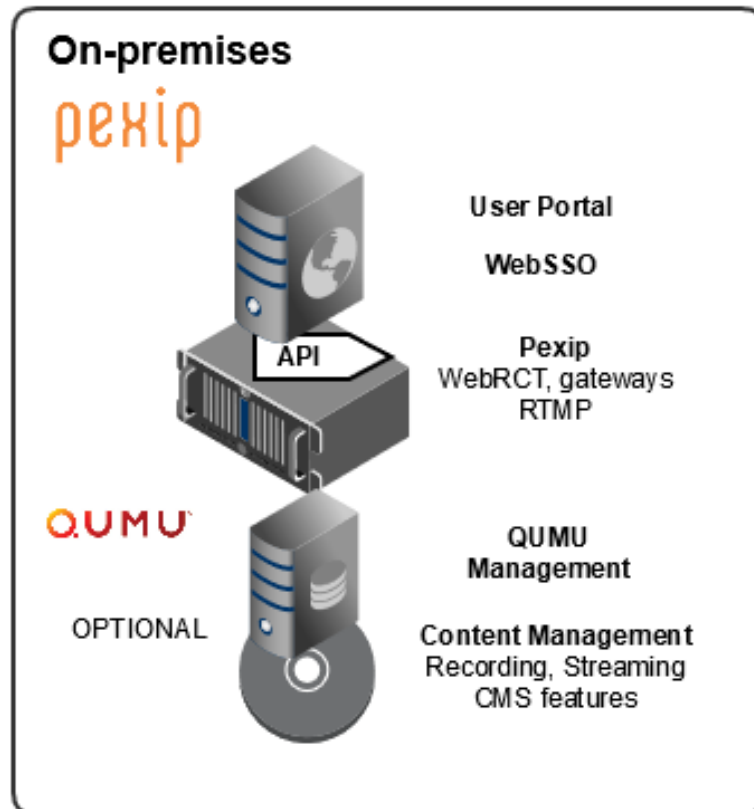 On-premises
pexip
User Portal
WebSSO
API
Pexip
WebRCT, gateways
RTMP
QUMU
QUMU
Management
OPTIONAL
Content Management
Recording, Streaming
CMS features